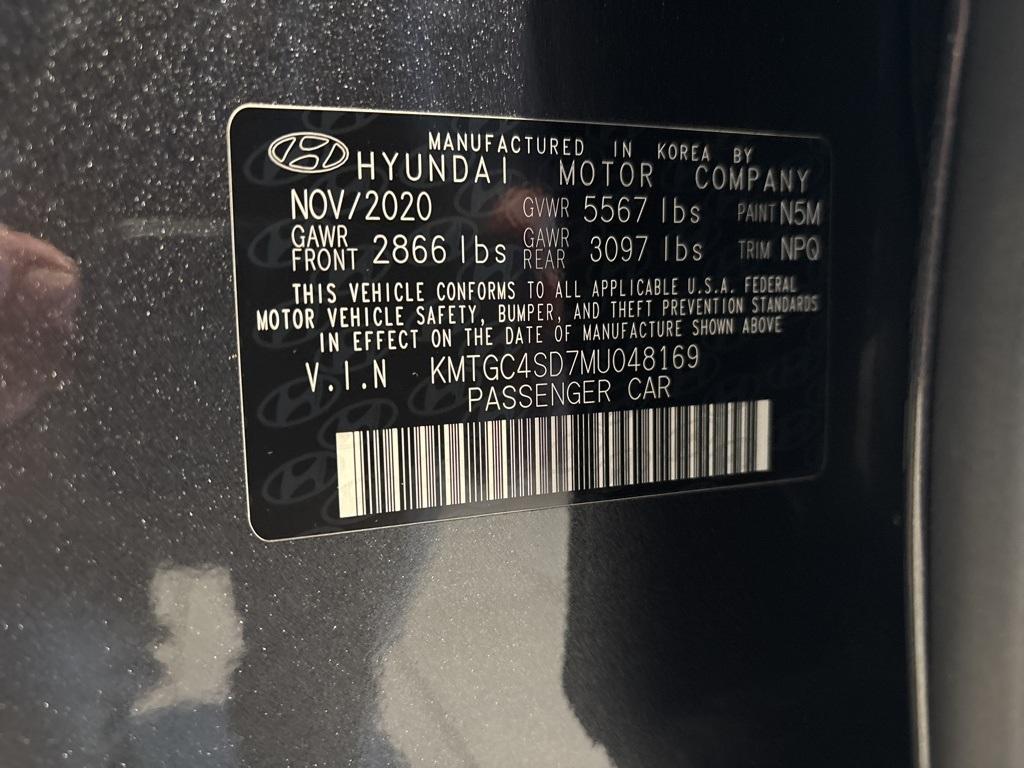 MANUFACTURED IN KOREA BY
HYUNDAI MOTOR COMPANY
NOV/2020 GVWR 5567 lbs PAINT N5M
GAWR FRONT 2866 lbs GAWR REAR 3097 lbs TRIM NPQ
THIS VEHICLE CONFORMS TO ALL APPLICABLE U.S.A. FEDERAL
MOTOR VEHICLE SAFETY, BUMPER, AND THEFT PREVENTION STANDARDS
IN EFFECT ON THE DATE OF MANUFACTURE SHOWN ABOVE
V.I.N KMTGC4SD7MU048169
PASSENGER CAR